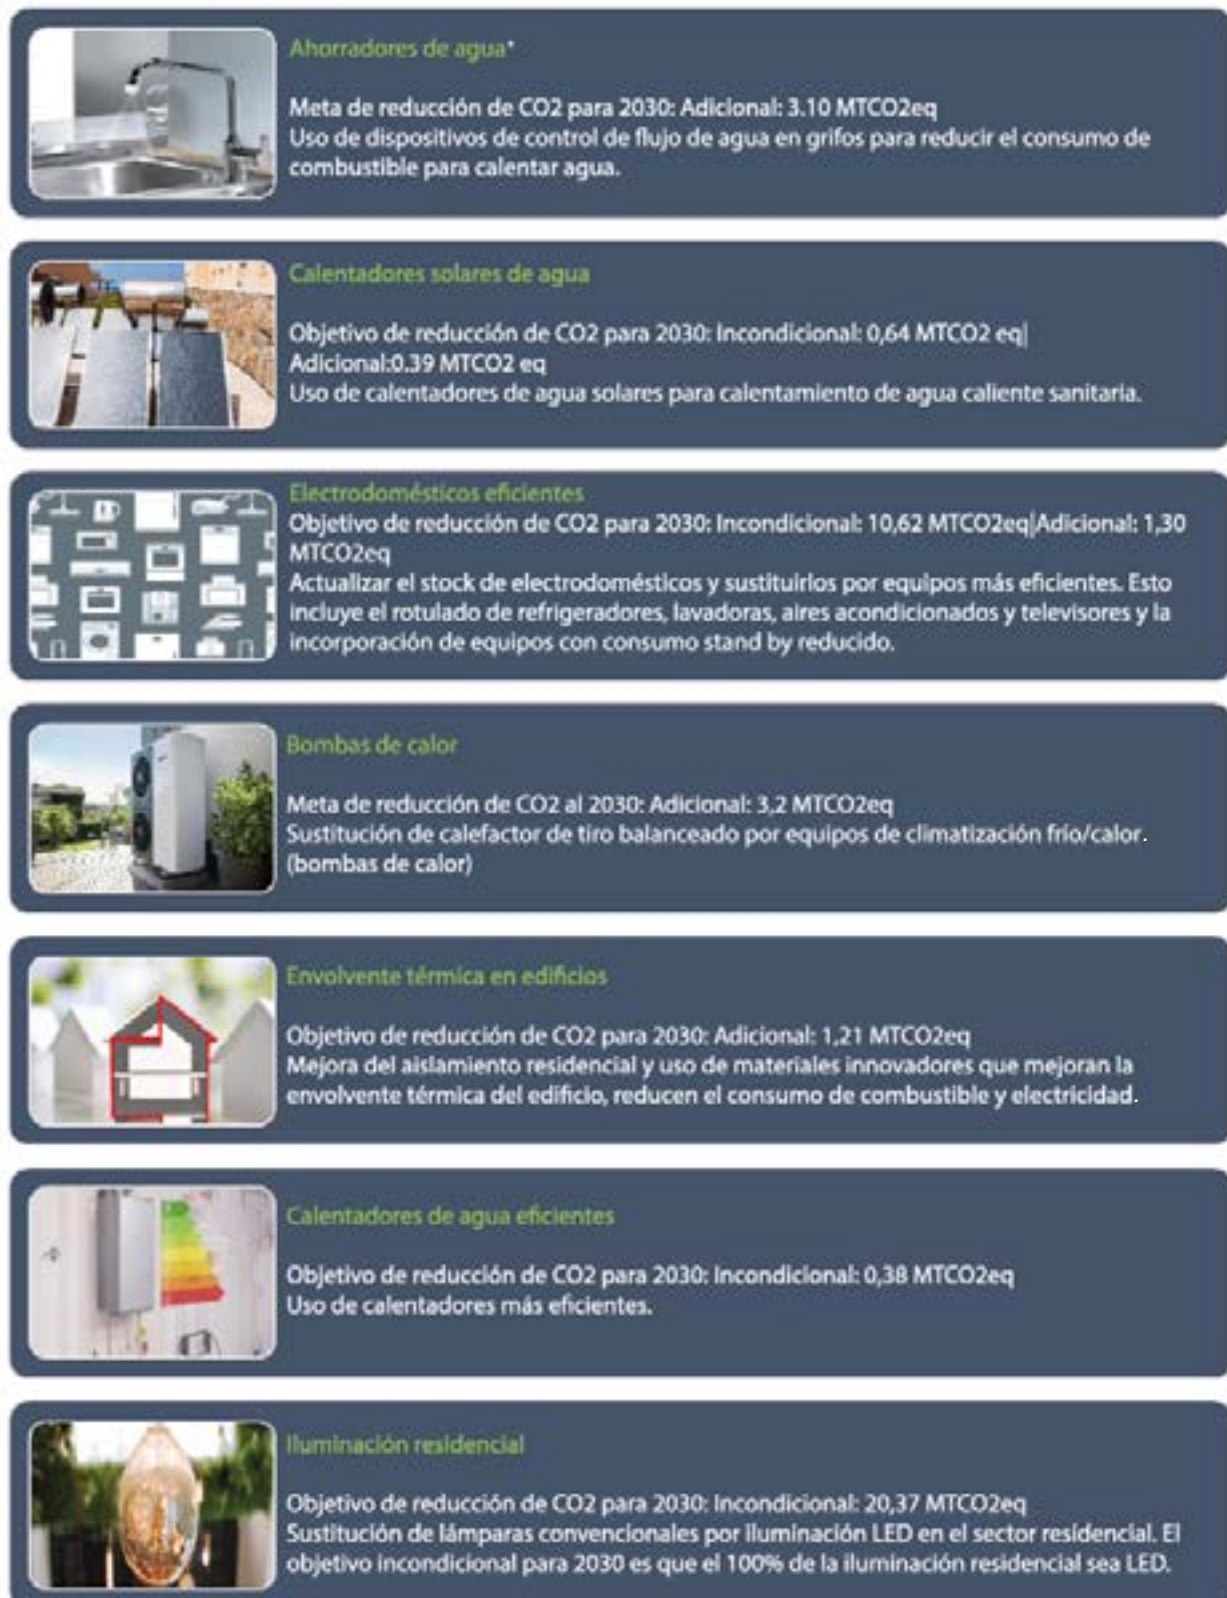 Ahorradores de agua*
Meta de reducción de CO2 para 2030: Adicional: 3.10 MTCO2eq
Uso de dispositivos de control de flujo de agua en grifos para reducir el consumo de
combustible para calentar agua.
Calentadores solares de agua
Objetivo de reducción de CO2 para 2030: Incondicional: 0,64 MTCO2 eq|
Adicional:0.39 MTCO2 eq
Uso de calentadores de agua solares para calentamiento de agua caliente sanitaria.
Electrodomésticos eficientes
Objetivo de reducción de CO2 para 2030: Incondicional: 10,62 MTCO2eq|Adicional: 1,30
MTCO2eq
Actualizar el stock de electrodomésticos y sustituirlos por equipos más eficientes. Esto
incluye el rotulado de refrigeradores, lavadoras, aires acondicionados y televisores y la
incorporación de equipos con consumo stand by reducido.
Bombas de calor
Meta de reducción de CO2 al 2030: Adicional: 3,2 MTCO2eq
Sustitución de calefactor de tiro balanceado por equipos de climatización frío/calor.
(bombas de calor)
Envolvente térmica en edificios
Objetivo de reducción de CO2 para 2030: Adicional: 1,21 MTCO2eq
Mejora del aislamiento residencial y uso de materiales innovadores que mejoran la
envolvente térmica del edificio, reducen el consumo de combustible y electricidad.
Calentadores de agua eficientes
Objetivo de reducción de CO2 para 2030: Incondicional: 0,38 MTCO2eq
Uso de calentadores más eficientes.
Iluminación residencial
Objetivo de reducción de CO2 para 2030: Incondicional: 20,37 MTCO2eq
Sustitución de lámparas convencionales por iluminación LED en el sector residencial. El
objetivo incondicional para 2030 es que el 100% de la iluminación residencial sea LED.